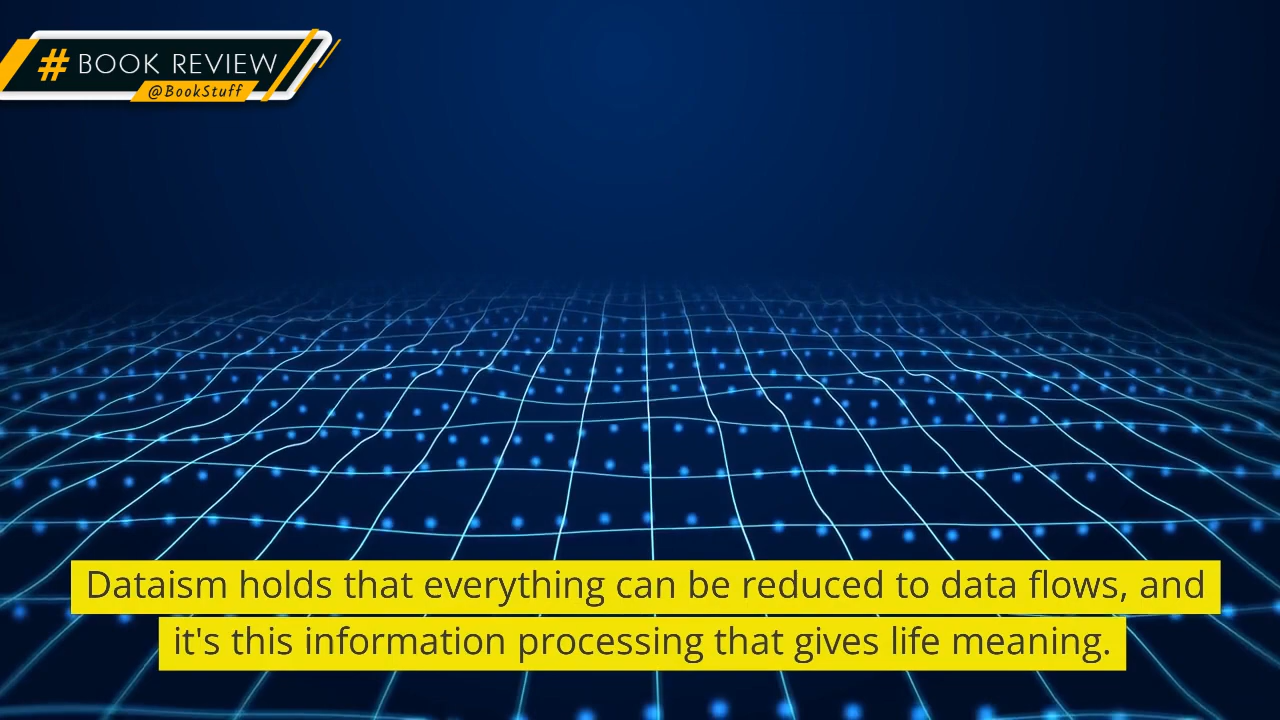 # BOOK REVIEW
@BookStuff
Dataism holds that everything can be reduced to data flows, and
it's this information processing that gives life meaning.